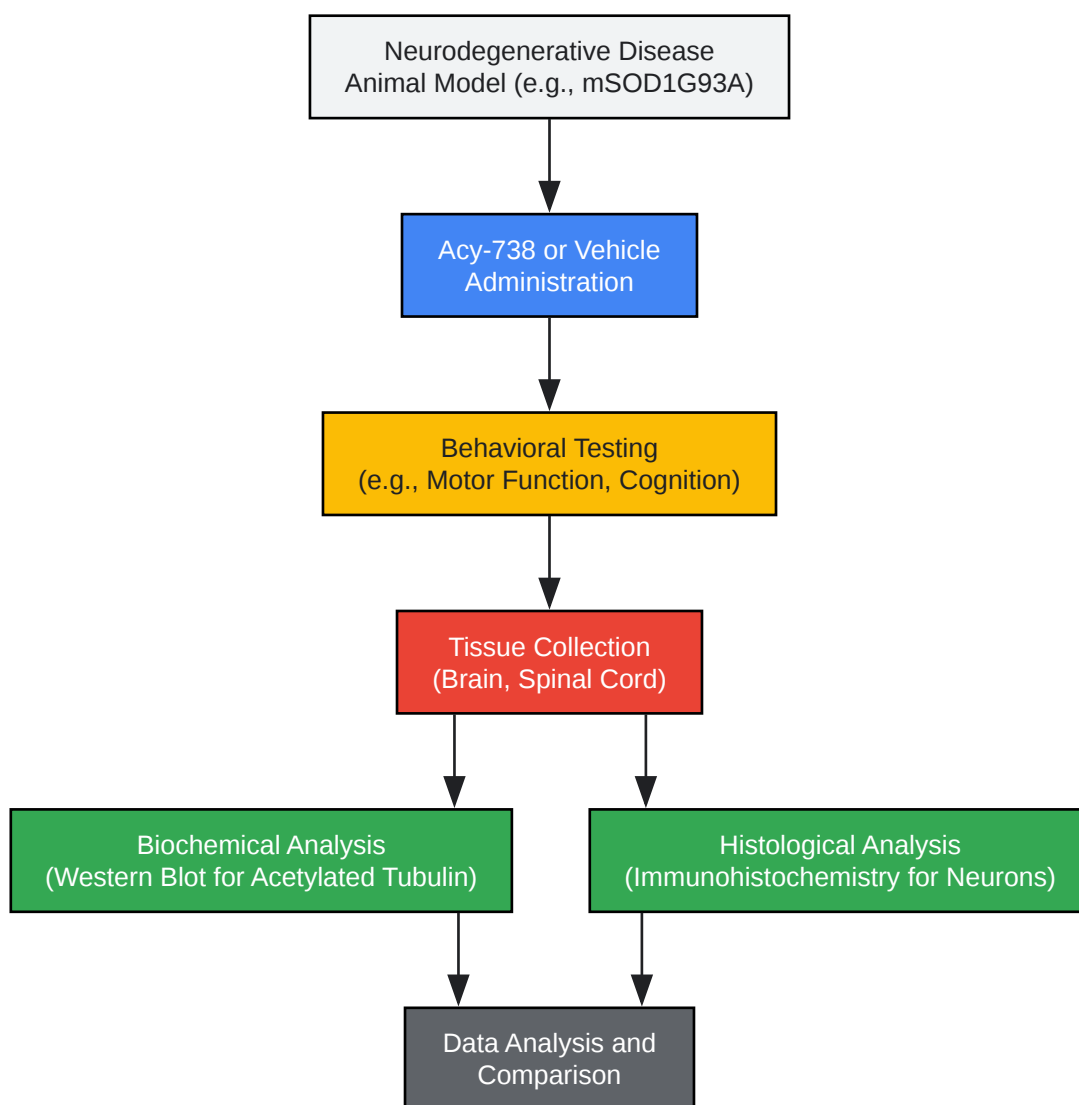 Neurodegenerative Disease
Animal Model (e.g., mSOD1G93A)
Acy-738 or Vehicle
Administration
Behavioral Testing
(e.g., Motor Function, Cognition)
Tissue Collection
(Brain, Spinal Cord)
Biochemical Analysis
(Western Blot for Acetylated Tubulin)
Histological Analysis
(Immunohistochemistry for Neurons)
Data Analysis and
Comparison